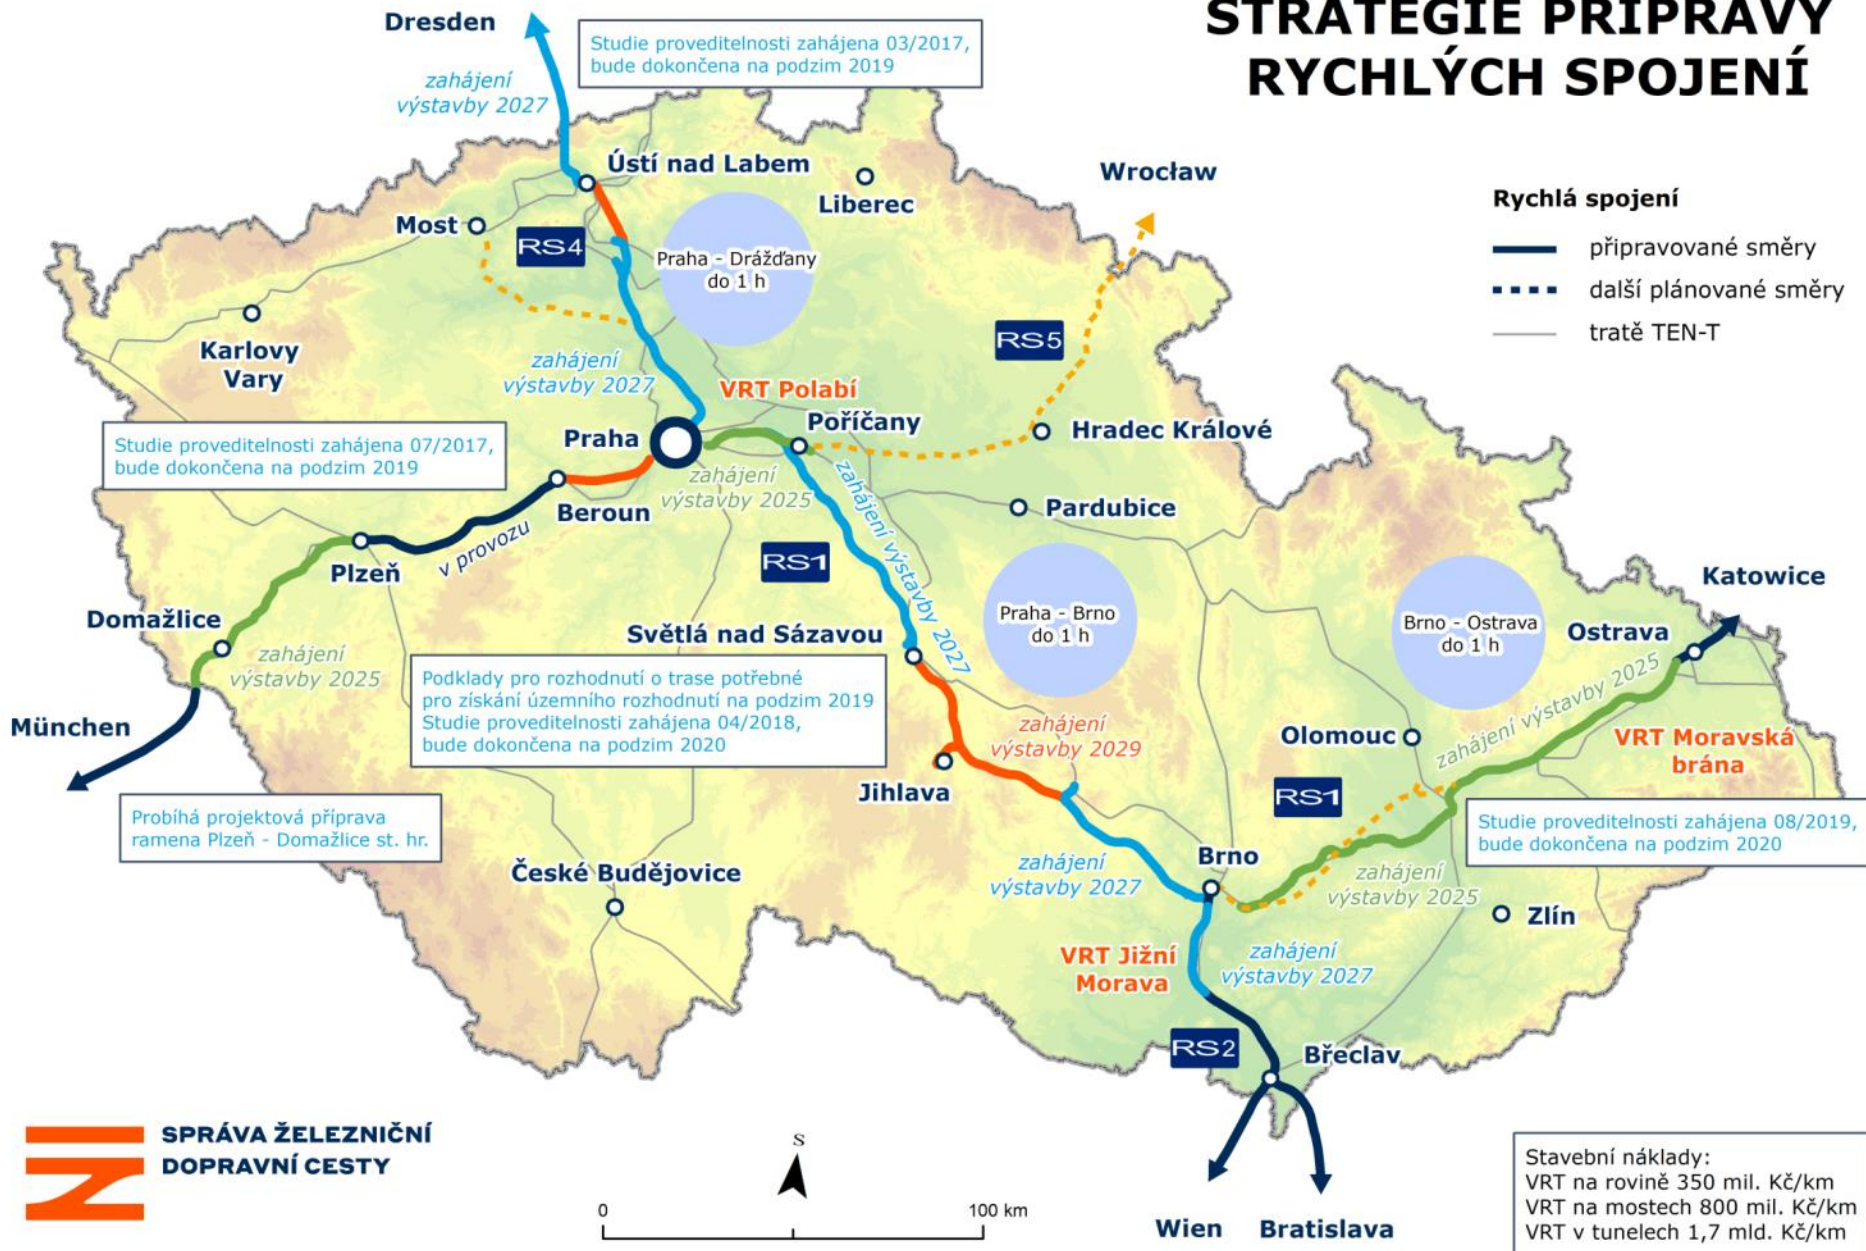 STRATEGIE PŘÍPRAVY
RYCHLÝCH SPOJENÍ
Dresden
Studie proveditelnosti zahájena 03/2017,
bude dokončena na podzim 2019
zahájení
výstavby 2027
Ústí nad Labem
Liberec
Wrocław
Most
RS4
Praha - Drážďany
do 1 h
Rychlá spojení
připravované směry
další plánované směry
tratě TEN-T
Karlovy
Vary
zahájení
výstavby 2027
VRT Polabí
RS5
Studie proveditelnosti zahájena 07/2017,
bude dokončena na podzim 2019
Praha
Poříčany
Hradec Králové
zahájení
výstavby 2025
zahájení výstavby 2027
Beroun
Pardubice
v provozu
Plzeň
RS1
Domažlice
zahájení
výstavby 2025
Světlá nad Sázavou
Praha - Brno
do 1 h
Brno - Ostrava
do 1 h
Katowice
Ostrava
Podklady pro rozhodnutí o trase potřebné
pro získání územního rozhodnutí na podzim 2019
Studie proveditelnosti zahájena 04/2018,
bude dokončena na podzim 2020
München
zahájení
výstavby 2029
Olomouc
zahájení výstavby 2025
VRT Moravská
brána
Jihlava
RS1
Probíhá projektová příprava
ramena Plzeň - Domažlice st. hr.
Studie proveditelnosti zahájena 08/2019,
bude dokončena na podzim 2020
České Budějovice
zahájení
výstavby 2027
Brno
zahájení
výstavby 2025
Zlín
VRT Jižní
Morava
zahájení
výstavby 2027
RS2
Břeclav
SPRÁVA ŽELEZNIČNÍ
DOPRAVNÍ CESTY
S
0
100 km
Wien
Bratislava
Stavební náklady:
VRT na rovině 350 mil. Kč/km
VRT na mostech 800 mil. Kč/km
VRT v tunelech 1,7 mld. Kč/km